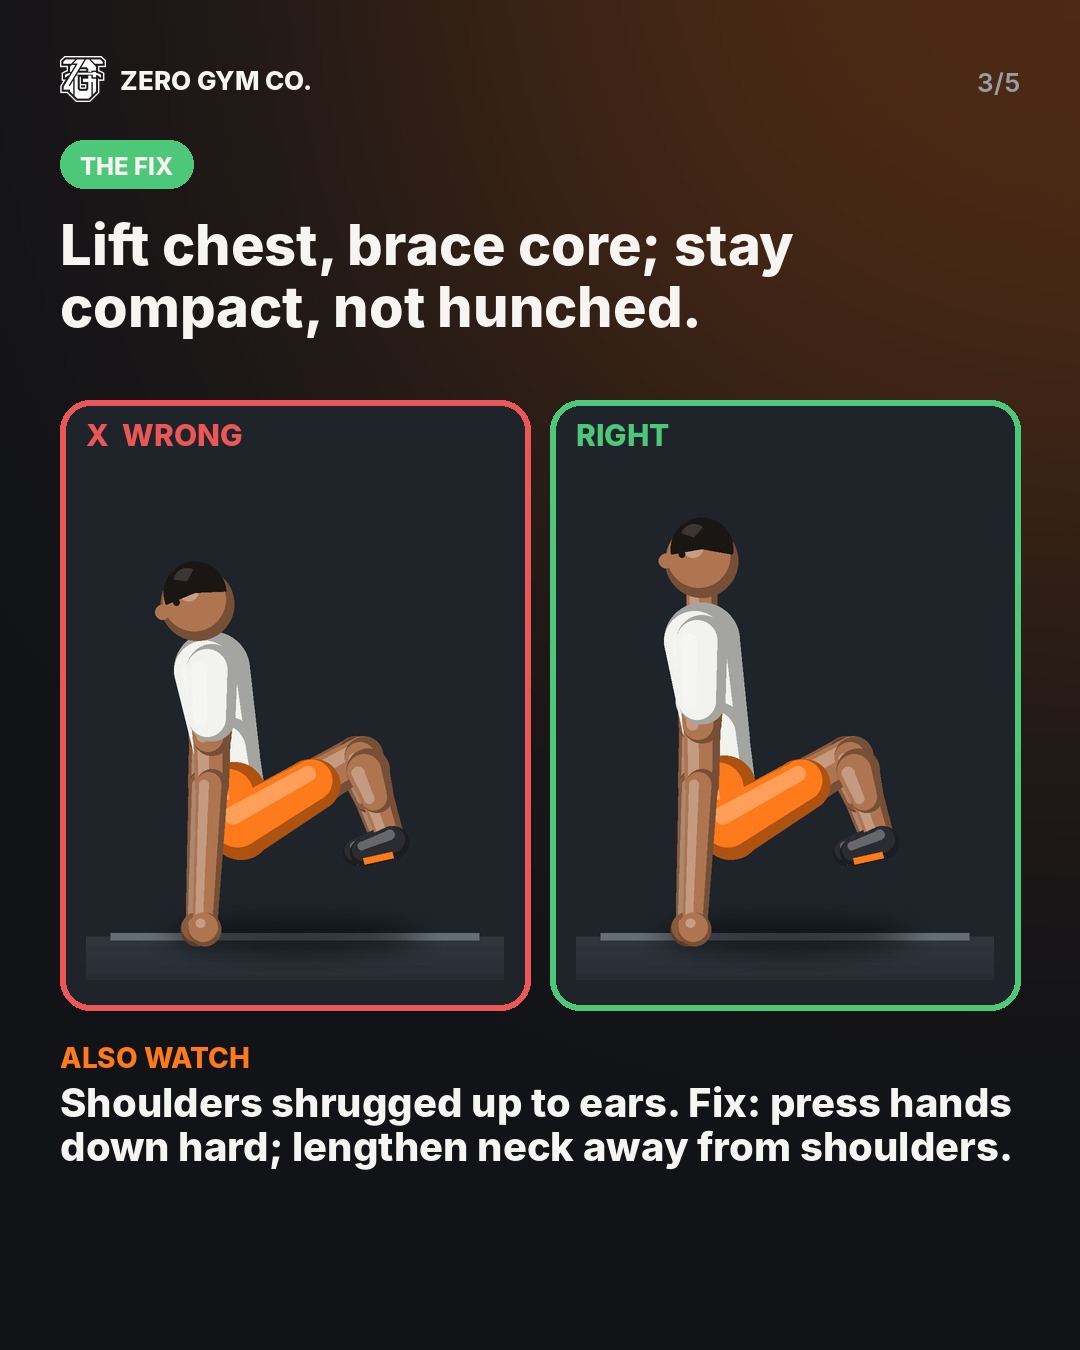 ZERO GYM CO.
3/5
THE FIX
Lift chest, brace core; stay
compact, not hunched.
X WRONG
RIGHT
ALSO WATCH
Shoulders shrugged up to ears. Fix: press hands
down hard; lengthen neck away from shoulders.